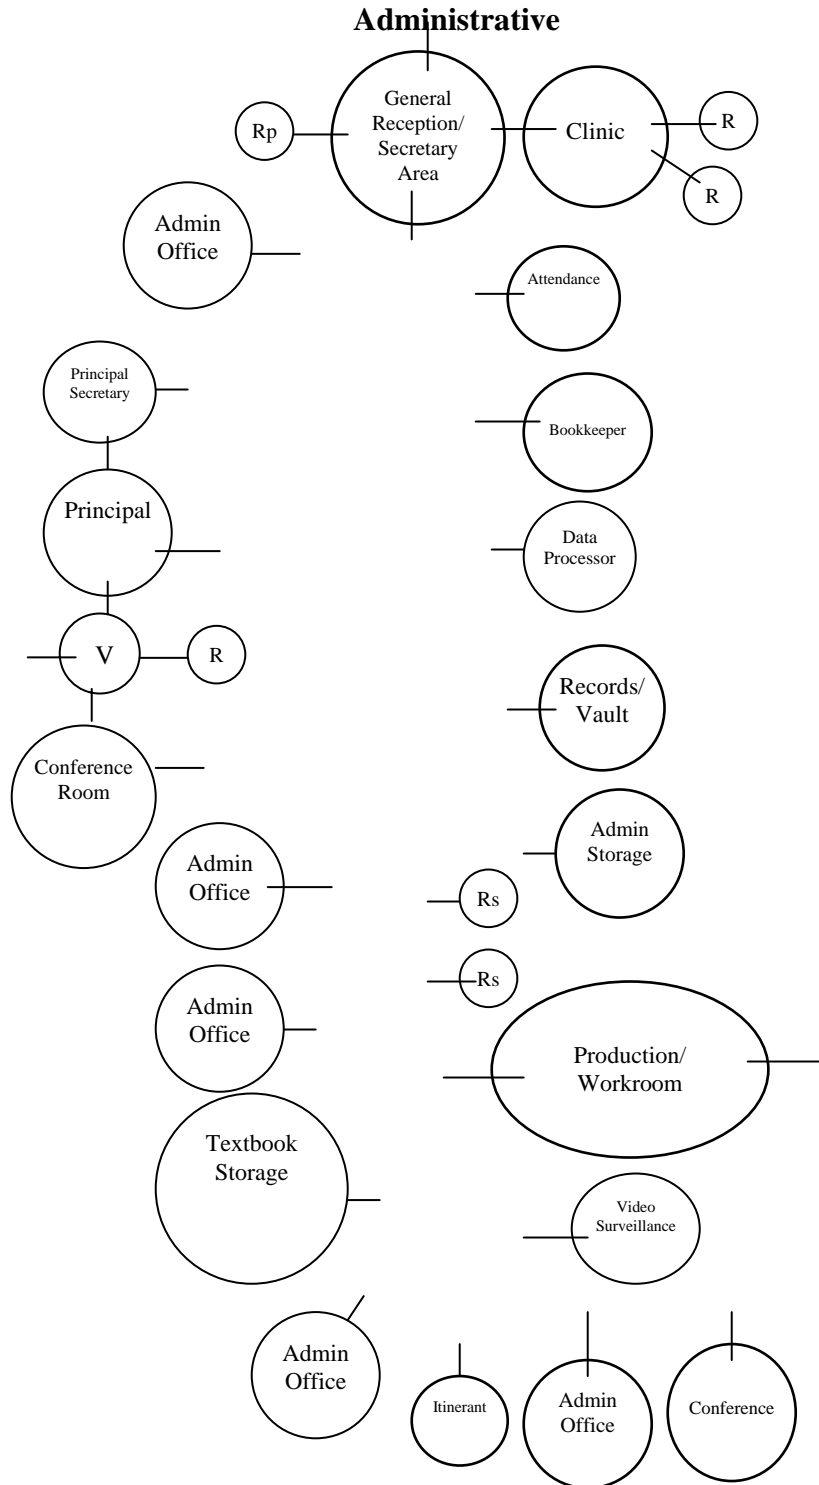 Administrative
General
Reception/
Secretary
Area
Rp
Clinic
R
R
Admin
Office
Attendance
Principal
Secretary
Bookkeeper
Principal
Data
Processor
V
R
Records/
Vault
Conference
Room
Admin
Storage
Admin
Office
Rs
Rs
Admin
Office
Production/
Workroom
Textbook
Storage
Video
Surveillance
Admin
Office
Itinerant
Admin
Office
Conference